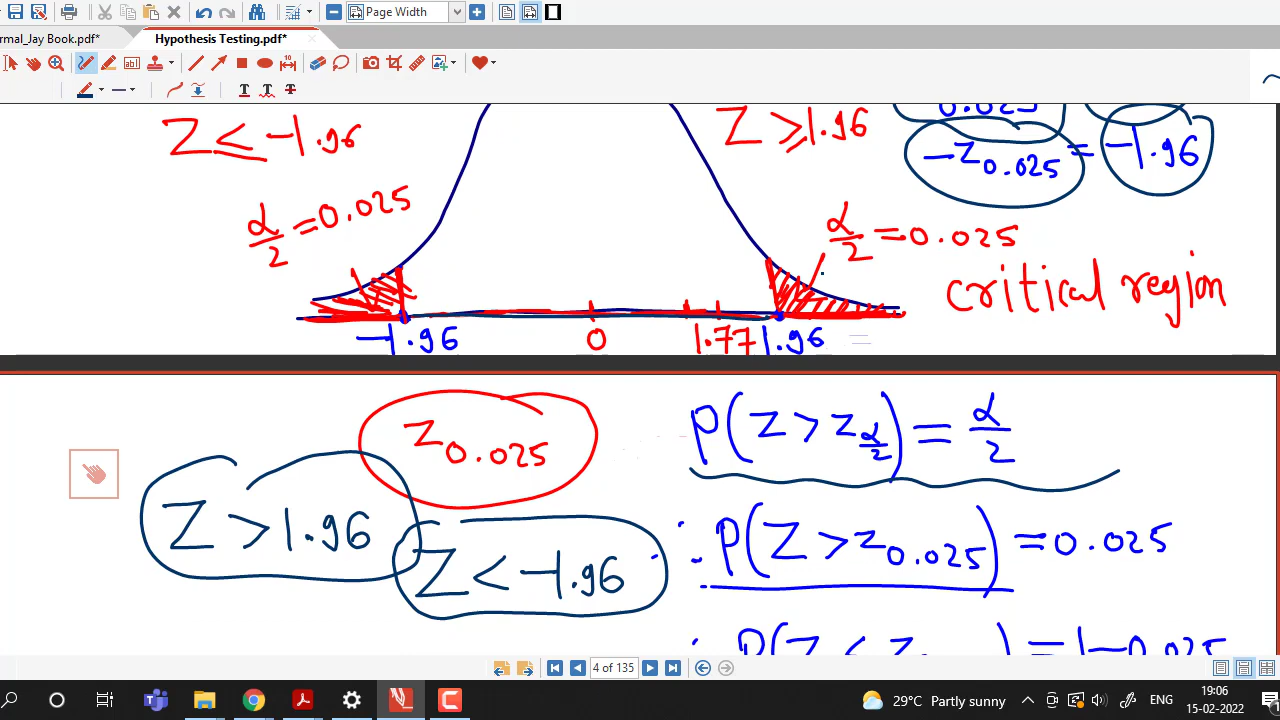 Page Width
rmal_Jay Book.pdf*
Hypothesis Testing.pdf*
Z ≤ -1.96
Z ≥ 1.96
-z0.025 = -1.96
α/2 = 0.025
α/2 = 0.025
critical region
-1.96
0
1.77
1.96
z0.025
P(Z > zα/2) = α/2
Z > 1.96
Z < -1.96
∴ P(Z > z0.025) = 0.025
4 of 135
29°C Partly sunny
ENG
19:06
15-02-2022